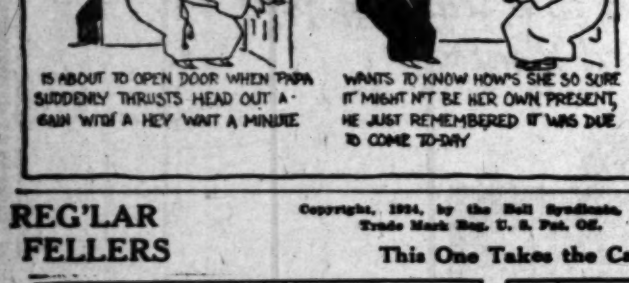 IS ABOUT TO OPEN DOOR WHEN PAPA
SUDDENLY THRUSTS HEAD OUT A-
GAIN WITH A HEY WAIT A MINUTE
WANTS TO KNOW HOW'S SHE SO SURE
IT MIGHT N'T BE HER OWN PRESENT,
HE JUST REMEMBERED IT WAS DUE
TO COME TO-DAY
REG'LAR
FELLERS
Copyright, 1924, by the Bell Syndicate,
Trade Mark Reg. U. S. Pat. Of.
This One Takes the Ca